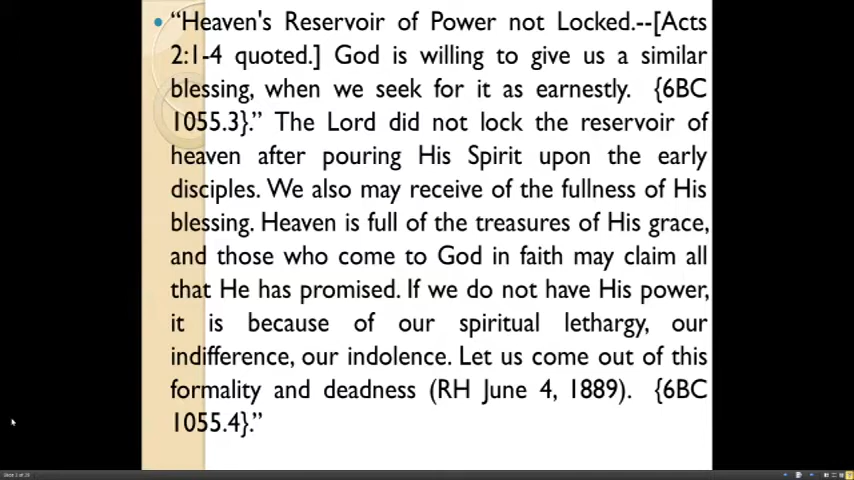 • “Heaven's Reservoir of Power not Locked.--[Acts
2:1-4 quoted.] God is willing to give us a similar
blessing, when we seek for it as earnestly. {6BC
1055.3}.” The Lord did not lock the reservoir of
heaven after pouring His Spirit upon the early
disciples. We also may receive of the fullness of His
blessing. Heaven is full of the treasures of His grace,
and those who come to God in faith may claim all
that He has promised. If we do not have His power,
it is because of our spiritual lethargy, our
indifference, our indolence. Let us come out of this
formality and deadness (RH June 4, 1889). {6BC
1055.4}.”